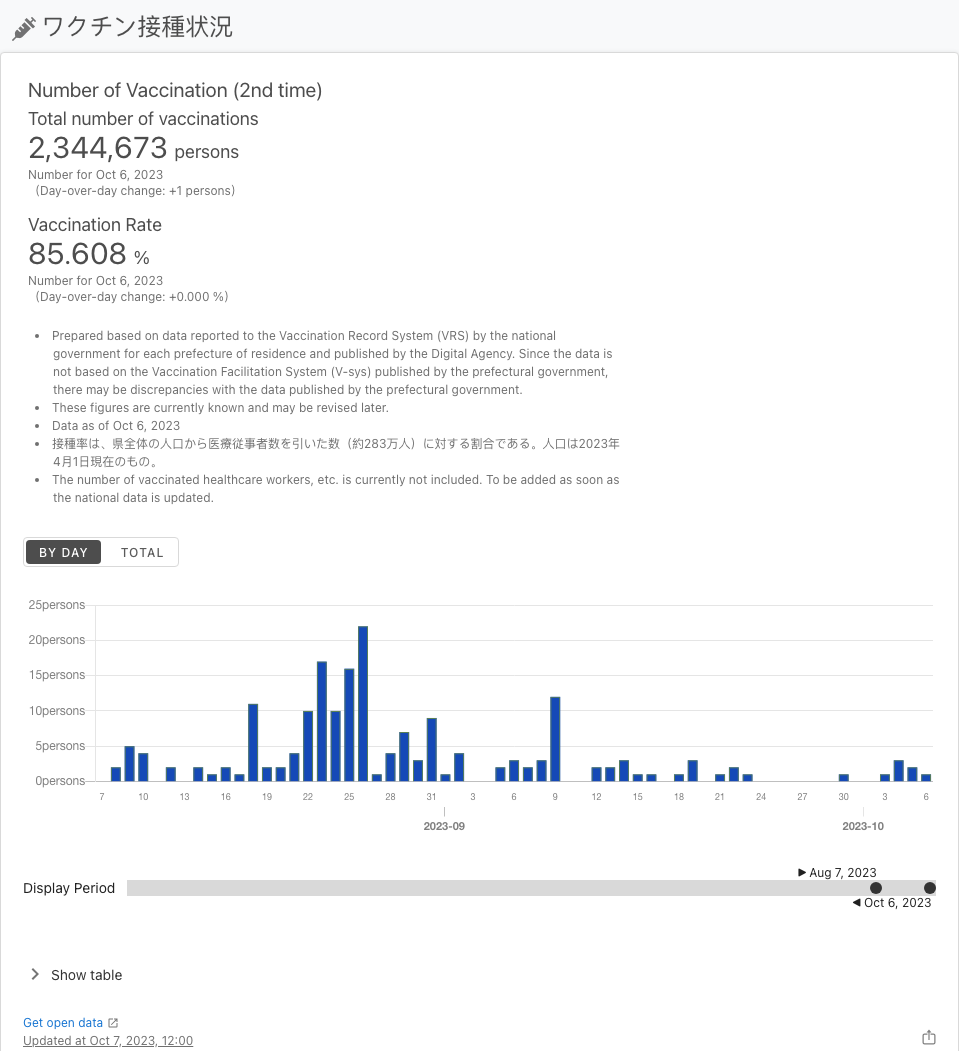 ワクチン接種状況
Number of Vaccination (2nd time)
Total number of vaccinations
2,344,673 persons
Number for Oct 6, 2023
(Day-over-day change: +1 persons)
Vaccination Rate
85.608 %
Number for Oct 6, 2023
(Day-over-day change: +0.000 %)
• Prepared based on data reported to the Vaccination Record System (VRS) by the national
government for each prefecture of residence and published by the Digital Agency. Since the data is
not based on the Vaccination Facilitation System (V-sys) published by the prefectural government,
there may be discrepancies with the data published by the prefectural government.
• These figures are currently known and may be revised later.
• Data as of Oct 6, 2023
• 接種率は、県全体の人口から医療従事者数を引いた数（約283万人）に対する割合である。人口は2023年
4月1日現在のもの。
• The number of vaccinated healthcare workers, etc. is currently not included. To be added as soon as
the national data is updated.
BY DAY TOTAL
25persons
20persons
15persons
10persons
5persons
0persons
7 10 13 16 19 22 25 28 31 3 6 9 12 15 18 21 24 27 30 3 6
2023-09 2023-10
▶ Aug 7, 2023
Display Period
◀ Oct 6, 2023
Show table
Get open data
Updated at Oct 7, 2023, 12:00